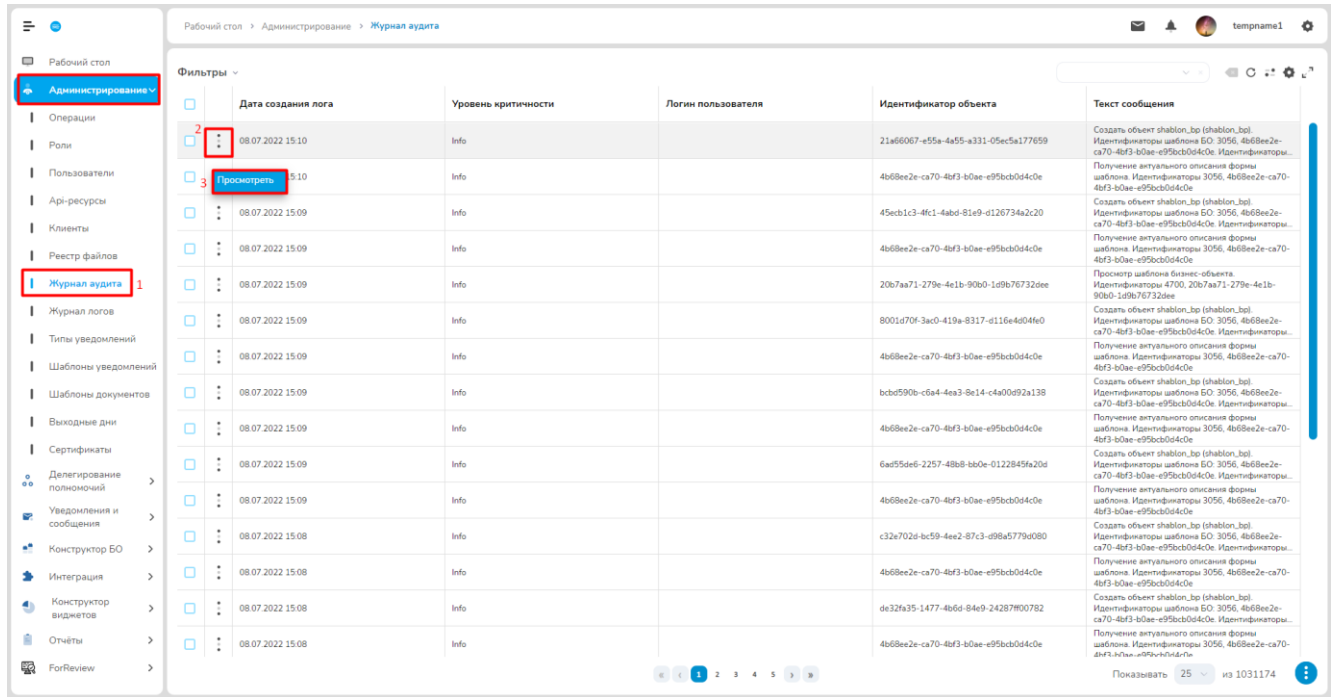 Рабочий стол > Администрирование > Журнал аудита
tempname1
Рабочий стол
Администрирование
Операции
Роли
Пользователи
Api-ресурсы
Клиенты
Реестр файлов
Журнал аудита 1
Журнал логов
Типы уведомлений
Шаблоны уведомлений
Шаблоны документов
Выходные дни
Сертификаты
Делегирование
полномочий
Уведомления и
сообщения
Конструктор БО
Интеграция
Конструктор
виджетов
Отчёты
ForReview
Фильтры
Дата создания лога Уровень критичности Логин пользователя Идентификатор объекта Текст сообщения
2
08.07.2022 15:10 Info 21a66067-e55a-4a55-a331-05ec5a177659
Создать объект shablon_bp (shablon_bp).
Идентификаторы шаблона БО: 3056, 4b68ee2e-
ca70-4bf3-b0ae-e95bcb0d4c0e. Идентификаторы...
3 Просмотреть 5:10 Info 4b68ee2e-ca70-4bf3-b0ae-e95bcb0d4c0e
Получение актуального описания формы
шаблона. Идентификаторы 3056, 4b68ee2e-ca70-
4bf3-b0ae-e95bcb0d4c0e
08.07.2022 15:09 Info 45ecb1c3-4fc1-4abd-81e9-d126734a2c20
Создать объект shablon_bp (shablon_bp).
Идентификаторы шаблона БО: 3056, 4b68ee2e-
ca70-4bf3-b0ae-e95bcb0d4c0e. Идентификаторы...
08.07.2022 15:09 Info 4b68ee2e-ca70-4bf3-b0ae-e95bcb0d4c0e
Получение актуального описания формы
шаблона. Идентификаторы 3056, 4b68ee2e-ca70-
4bf3-b0ae-e95bcb0d4c0e
08.07.2022 15:09 Info 20b7aa71-279e-4e1b-90b0-1d9b76732dee
Просмотр шаблона бизнес-объекта.
Идентификаторы 4700, 20b7aa71-279e-4e1b-
90b0-1d9b76732dee
08.07.2022 15:09 Info 8001d70f-3ac0-419a-8317-d116e4d04fe0
Создать объект shablon_bp (shablon_bp).
Идентификаторы шаблона БО: 3056, 4b68ee2e-
ca70-4bf3-b0ae-e95bcb0d4c0e. Идентификаторы...
08.07.2022 15:09 Info 4b68ee2e-ca70-4bf3-b0ae-e95bcb0d4c0e
Получение актуального описания формы
шаблона. Идентификаторы 3056, 4b68ee2e-ca70-
4bf3-b0ae-e95bcb0d4c0e
08.07.2022 15:09 Info bcbd590b-c6a4-4ea3-8e14-c4a00d92a138
Создать объект shablon_bp (shablon_bp).
Идентификаторы шаблона БО: 3056, 4b68ee2e-
ca70-4bf3-b0ae-e95bcb0d4c0e. Идентификаторы...
08.07.2022 15:09 Info 4b68ee2e-ca70-4bf3-b0ae-e95bcb0d4c0e
Получение актуального описания формы
шаблона. Идентификаторы 3056, 4b68ee2e-ca70-
4bf3-b0ae-e95bcb0d4c0e
08.07.2022 15:09 Info 6ad55de6-2257-48b8-bb0e-0122845fa20d
Создать объект shablon_bp (shablon_bp).
Идентификаторы шаблона БО: 3056, 4b68ee2e-
ca70-4bf3-b0ae-e95bcb0d4c0e. Идентификаторы...
08.07.2022 15:09 Info 4b68ee2e-ca70-4bf3-b0ae-e95bcb0d4c0e
Получение актуального описания формы
шаблона. Идентификаторы 3056, 4b68ee2e-ca70-
4bf3-b0ae-e95bcb0d4c0e
08.07.2022 15:08 Info c32e702d-bc59-4ee2-87c3-d98a5779d080
Создать объект shablon_bp (shablon_bp).
Идентификаторы шаблона БО: 3056, 4b68ee2e-
ca70-4bf3-b0ae-e95bcb0d4c0e. Идентификаторы...
08.07.2022 15:08 Info 4b68ee2e-ca70-4bf3-b0ae-e95bcb0d4c0e
Получение актуального описания формы
шаблона. Идентификаторы 3056, 4b68ee2e-ca70-
4bf3-b0ae-e95bcb0d4c0e
08.07.2022 15:08 Info de32fa35-1477-4b6d-84e9-24287ff00782
Создать объект shablon_bp (shablon_bp).
Идентификаторы шаблона БО: 3056, 4b68ee2e-
ca70-4bf3-b0ae-e95bcb0d4c0e. Идентификаторы...
08.07.2022 15:08 Info 4b68ee2e-ca70-4bf3-b0ae-e95bcb0d4c0e
Получение актуального описания формы
шаблона. Идентификаторы 3056, 4b68ee2e-ca70-
4bf3-b0ae-e95bcb0d4c0e
« ‹ 1 2 3 4 5 › »
Показывать 25 из 1031174